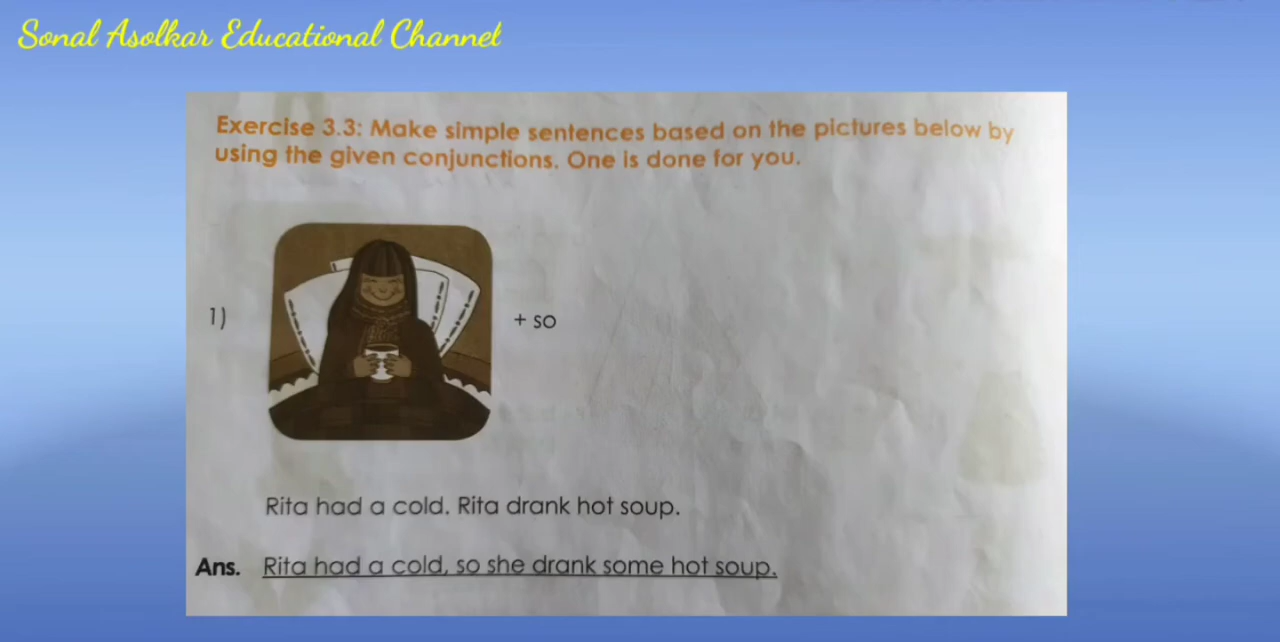 Sonal Asolkar Educational Channel
Exercise 3.3: Make simple sentences based on the pictures below by
using the given conjunctions. One is done for you.
1)
+ so
Rita had a cold. Rita drank hot soup.
Ans. Rita had a cold, so she drank some hot soup.